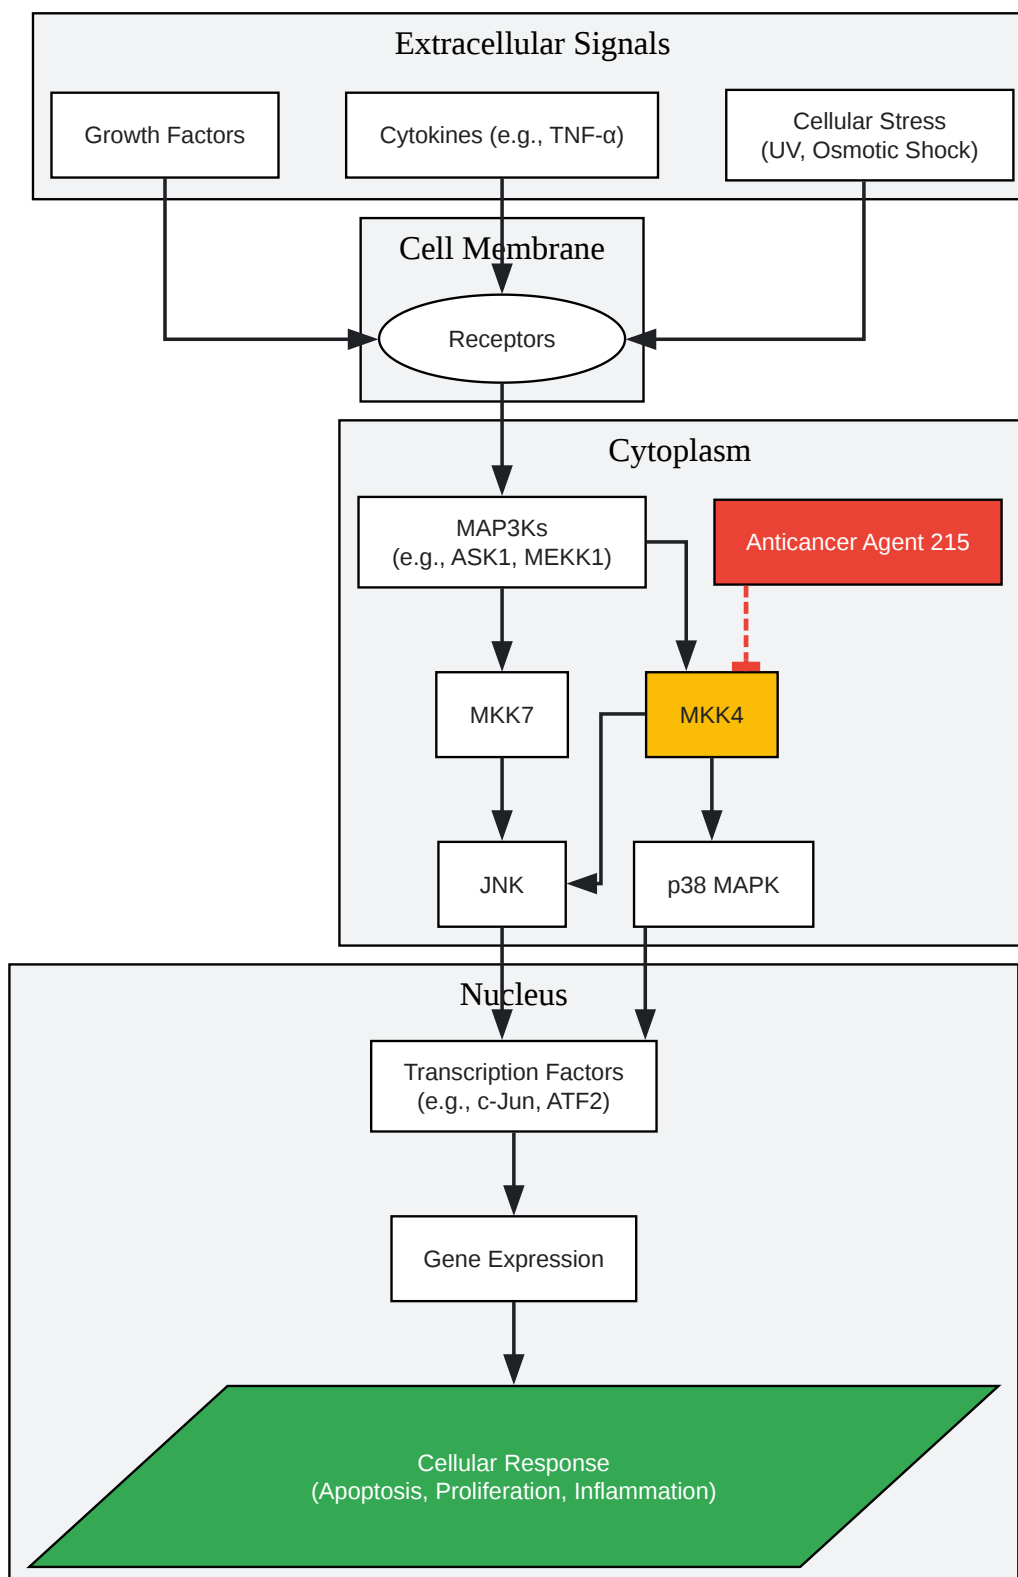 Extracellular Signals
Growth Factors
Cytokines (e.g., TNF-α)
Cellular Stress
(UV, Osmotic Shock)
Cell Membrane
Receptors
Cytoplasm
MAP3Ks
(e.g., ASK1, MEKK1)
Anticancer Agent 215
MKK7
MKK4
JNK
p38 MAPK
Nucleus
Transcription Factors
(e.g., c-Jun, ATF2)
Gene Expression
Cellular Response
(Apoptosis, Proliferation, Inflammation)